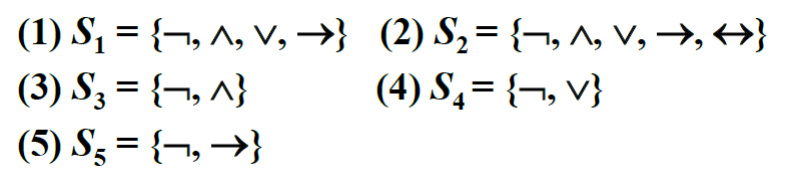 (1) S₁ = {¬, ∧, ∨, →} (2) S₂ = {¬, ∧, ∨, →, ↔}
(3) S₃ = {¬, ∧} (4) S₄ = {¬, ∨}
(5) S₅ = {¬, →}